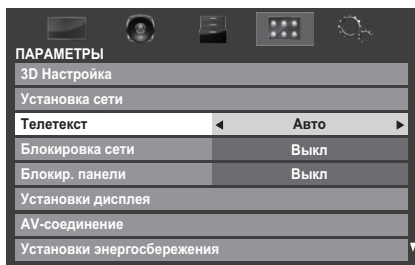 ПАРАМЕТРЫ
3D Настройка
Установка сети
Телетекст Авто
Блокировка сети Выкл
Блокир. панели Выкл
Установки дисплея
AV-соединение
Установки энергосбережения